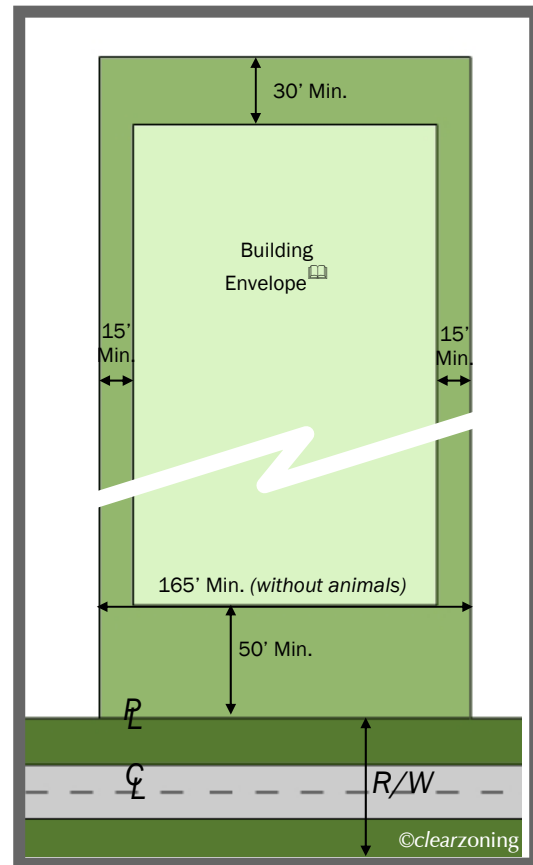 30’ Min.
Building
Envelope
15’
Min.
15’
Min.
165’ Min. (without animals)
50’ Min.
PL
CL
R/W
©clearzoning